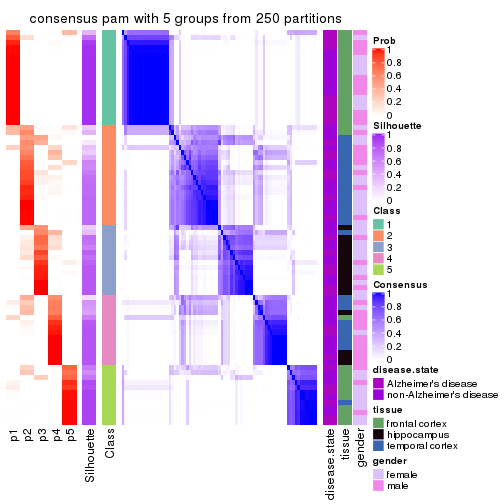 consensus pam with 5 groups from 250 partitions
Prob
1
0.8
0.6
0.4
0.2
0
Silhouette
1
0.8
0.6
0.4
0.2
0
Class
1
2
3
4
5
Consensus
1
0.8
0.6
0.4
0.2
0
disease.state
Alzheimer's disease
non-Alzheimer's disease
tissue
frontal cortex
hippocampus
temporal cortex
gender
female
male
p1
p2
p3
p4
p5
Silhouette
Class
disease.state
tissue
gender